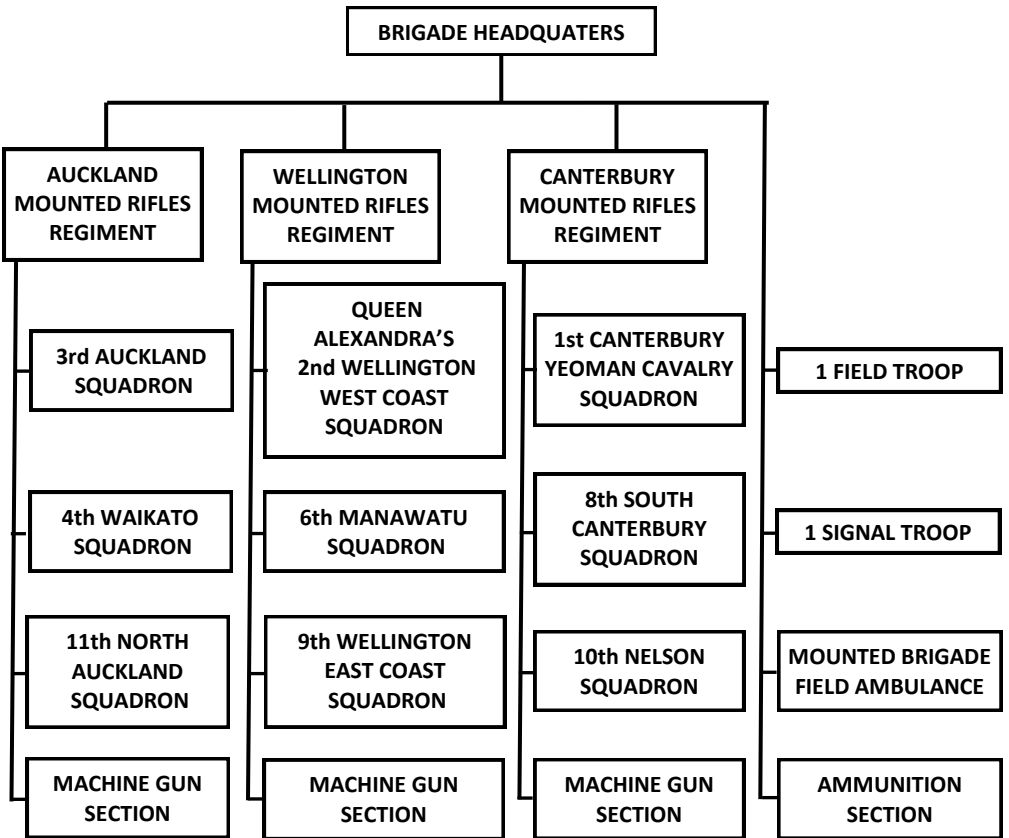 BRIGADE HEADQUATERS
AUCKLAND
MOUNTED RIFLES
REGIMENT
3rd AUCKLAND
SQUADRON
4th WAIKATO
SQUADRON
11th NORTH
AUCKLAND
SQUADRON
MACHINE GUN
SECTION
WELLINGTON
MOUNTED RIFLES
REGIMENT
QUEEN
ALEXANDRA’S
2nd WELLINGTON
WEST COAST
SQUADRON
6th MANAWATU
SQUADRON
9th WELLINGTON
EAST COAST
SQUADRON
MACHINE GUN
SECTION
CANTERBURY
MOUNTED RIFLES
REGIMENT
1st CANTERBURY
YEOMAN CAVALRY
SQUADRON
8th SOUTH
CANTERBURY
SQUADRON
10th NELSON
SQUADRON
MACHINE GUN
SECTION
1 FIELD TROOP
1 SIGNAL TROOP
MOUNTED BRIGADE
FIELD AMBULANCE
AMMUNITION
SECTION